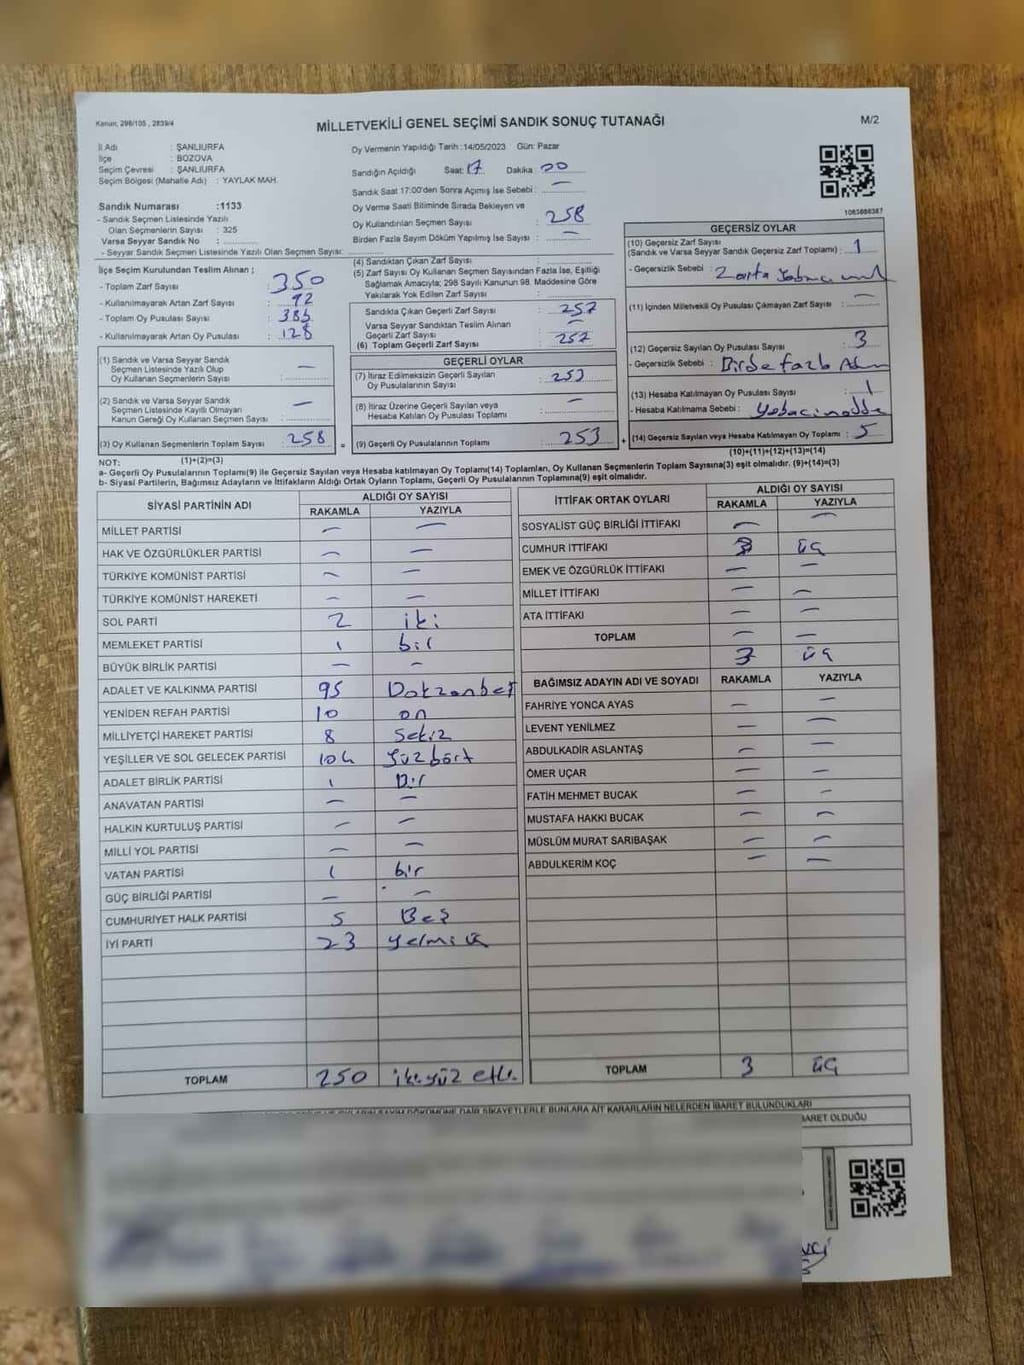 Kanun, 298/105 , 2839/4
MİLLETVEKİLİ GENEL SEÇİMİ SANDIK SONUÇ TUTANAĞI
M/2
İl Adı : ŞANLIURFA
İlçe : BOZOVA
Seçim Çevresi : ŞANLIURFA
Seçim Bölgesi (Mahalle Adı) : YAYLAK MAH.
Sandık Numarası :1133
- Sandık Seçmen Listesinde Yazılı
Olan Seçmenlerin Sayısı : 325
Varsa Seyyar Sandık No :
- Seyyar Sandık Seçmen Listesinde Yazılı Olan Seçmen Sayısı:
Oy Vermenin Yapıldığı Tarih :14/05/2023 Gün: Pazar
Sandığın Açıldığı Saat: 17 Dakika 00
Sandık Saat 17:00'den Sonra Açılmış İse Sebebi : —
Oy Verme Saati Bitiminde Sırada Bekleyen ve
Oy Kullandırılan Seçmen Sayısı : 258
Birden Fazla Sayım Döküm Yapılmış İse Sayısı : —
1083688387
İlçe Seçim Kurulundan Teslim Alınan ;
- Toplam Zarf Sayısı : 350
- Kullanılmayarak Artan Zarf Sayısı : 92
- Toplam Oy Pusulası Sayısı :
- Kullanılmayarak Artan Oy Pusulası : 128
(4) Sandıktan Çıkan Zarf Sayısı :
(5) Zarf Sayısı Oy Kullanan Seçmen Sayısından Fazla İse, Eşitliği
Sağlamak Amacıyla; 298 Sayılı Kanunun 98. Maddesine Göre
Yakılarak Yok Edilen Zarf Sayısı :
Sandıkta Çıkan Geçerli Zarf Sayısı : 257
Varsa Seyyar Sandıktan Teslim Alınan
Geçerli Zarf Sayısı : —
(6) Toplam Geçerli Zarf Sayısı : 257
GEÇERSİZ OYLAR
(10) Geçersiz Zarf Sayısı
(Sandık ve Varsa Seyyar Sandık Geçersiz Zarf Toplamı) : 1
- Geçersizlik Sebebi :
(11) İçinden Milletvekili Oy Pusulası Çıkmayan Zarf Sayısı : —
(12) Geçersiz Sayılan Oy Pusulası Sayısı : 3
- Geçersizlik Sebebi :
(13) Hesaba Katılmayan Oy Pusulası Sayısı : 1
- Hesaba Katılmama Sebebi :
(14) Geçersiz Sayılan veya Hesaba Katılmayan Oy Toplamı : 5
(10)+(11)+(12)+(13)=(14)
(1) Sandık ve Varsa Seyyar Sandık
Seçmen Listesinde Yazılı Olup
Oy Kullanan Seçmenlerin Sayısı : —
(2) Sandık ve Varsa Seyyar Sandık
Seçmen Listesinde Kayıtlı Olmayan
Kanun Gereği Oy Kullanan Seçmen Sayısı : —
(3) Oy Kullanan Seçmenlerin Toplam Sayısı : 258
(1)+(2)=(3)
GEÇERLİ OYLAR
(7) İtiraz Edilmeksizin Geçerli Sayılan
Oy Pusulalarının Sayısı : 253
(8) İtiraz Üzerine Geçerli Sayılan veya
Hesaba Katılan Oy Pusulası Toplamı : —
= (9) Geçerli Oy Pusulalarının Toplamı : 253 +
NOT:
a- Geçerli Oy Pusulalarının Toplamı(9) ile Geçersiz Sayılan veya Hesaba katılmayan Oy Toplamı(14) Toplamları, Oy Kullanan Seçmenlerin Toplam Sayısına(3) eşit olmalıdır. (9)+(14)=(3)
b- Siyasi Partilerin, Bağımsız Adayların ve İttifakların Aldığı Ortak Oyların Toplamı, Geçerli Oy Pusulalarının Toplamına(9) eşit olmalıdır.
SİYASİ PARTİNİN ADI ALDIĞI OY SAYISI
RAKAMLA YAZIYLA
MİLLET PARTİSİ — —
HAK VE ÖZGÜRLÜKLER PARTİSİ — —
TÜRKİYE KOMÜNİST PARTİSİ — —
TÜRKİYE KOMÜNİST HAREKETİ — —
SOL PARTİ 2 iki
MEMLEKET PARTİSİ 1 bir
BÜYÜK BİRLİK PARTİSİ — —
ADALET VE KALKINMA PARTİSİ 95 Doksanbeş
YENİDEN REFAH PARTİSİ 10 on
MİLLİYETÇİ HAREKET PARTİSİ 8 Sekiz
YEŞİLLER VE SOL GELECEK PARTİSİ 104 Yüzdört
ADALET BİRLİK PARTİSİ 1 Bir
ANAVATAN PARTİSİ — —
HALKIN KURTULUŞ PARTİSİ — —
MİLLİ YOL PARTİSİ — —
VATAN PARTİSİ 1 bir
GÜÇ BİRLİĞİ PARTİSİ — —
CUMHURİYET HALK PARTİSİ 5 Beş
İYİ PARTİ 23
TOPLAM 250 ikiyüz elli
İTTİFAK ORTAK OYLARI ALDIĞI OY SAYISI
RAKAMLA YAZIYLA
SOSYALİST GÜÇ BİRLİĞİ İTTİFAKI — —
CUMHUR İTTİFAKI 3 üç
EMEK VE ÖZGÜRLÜK İTTİFAKI — —
MİLLET İTTİFAKI — —
ATA İTTİFAKI — —
TOPLAM — —
3 üç
BAĞIMSIZ ADAYIN ADI VE SOYADI RAKAMLA YAZIYLA
FAHRİYE YONCA AYAS — —
LEVENT YENİLMEZ — —
ABDULKADİR ASLANTAŞ — —
ÖMER UÇAR — —
FATİH MEHMET BUCAK — —
MUSTAFA HAKKI BUCAK — —
MÜSLÜM MURAT SARIBAŞAK — —
ABDULKERİM KOÇ — —
TOPLAM 3 üç
OYLARIN SAYIM DÖKÜMÜNE DAİR ŞİKAYETLERLE BUNLARA AİT KARARLARIN NELERDEN İBARET BULUNDUKLARI
İBARET OLDUĞU